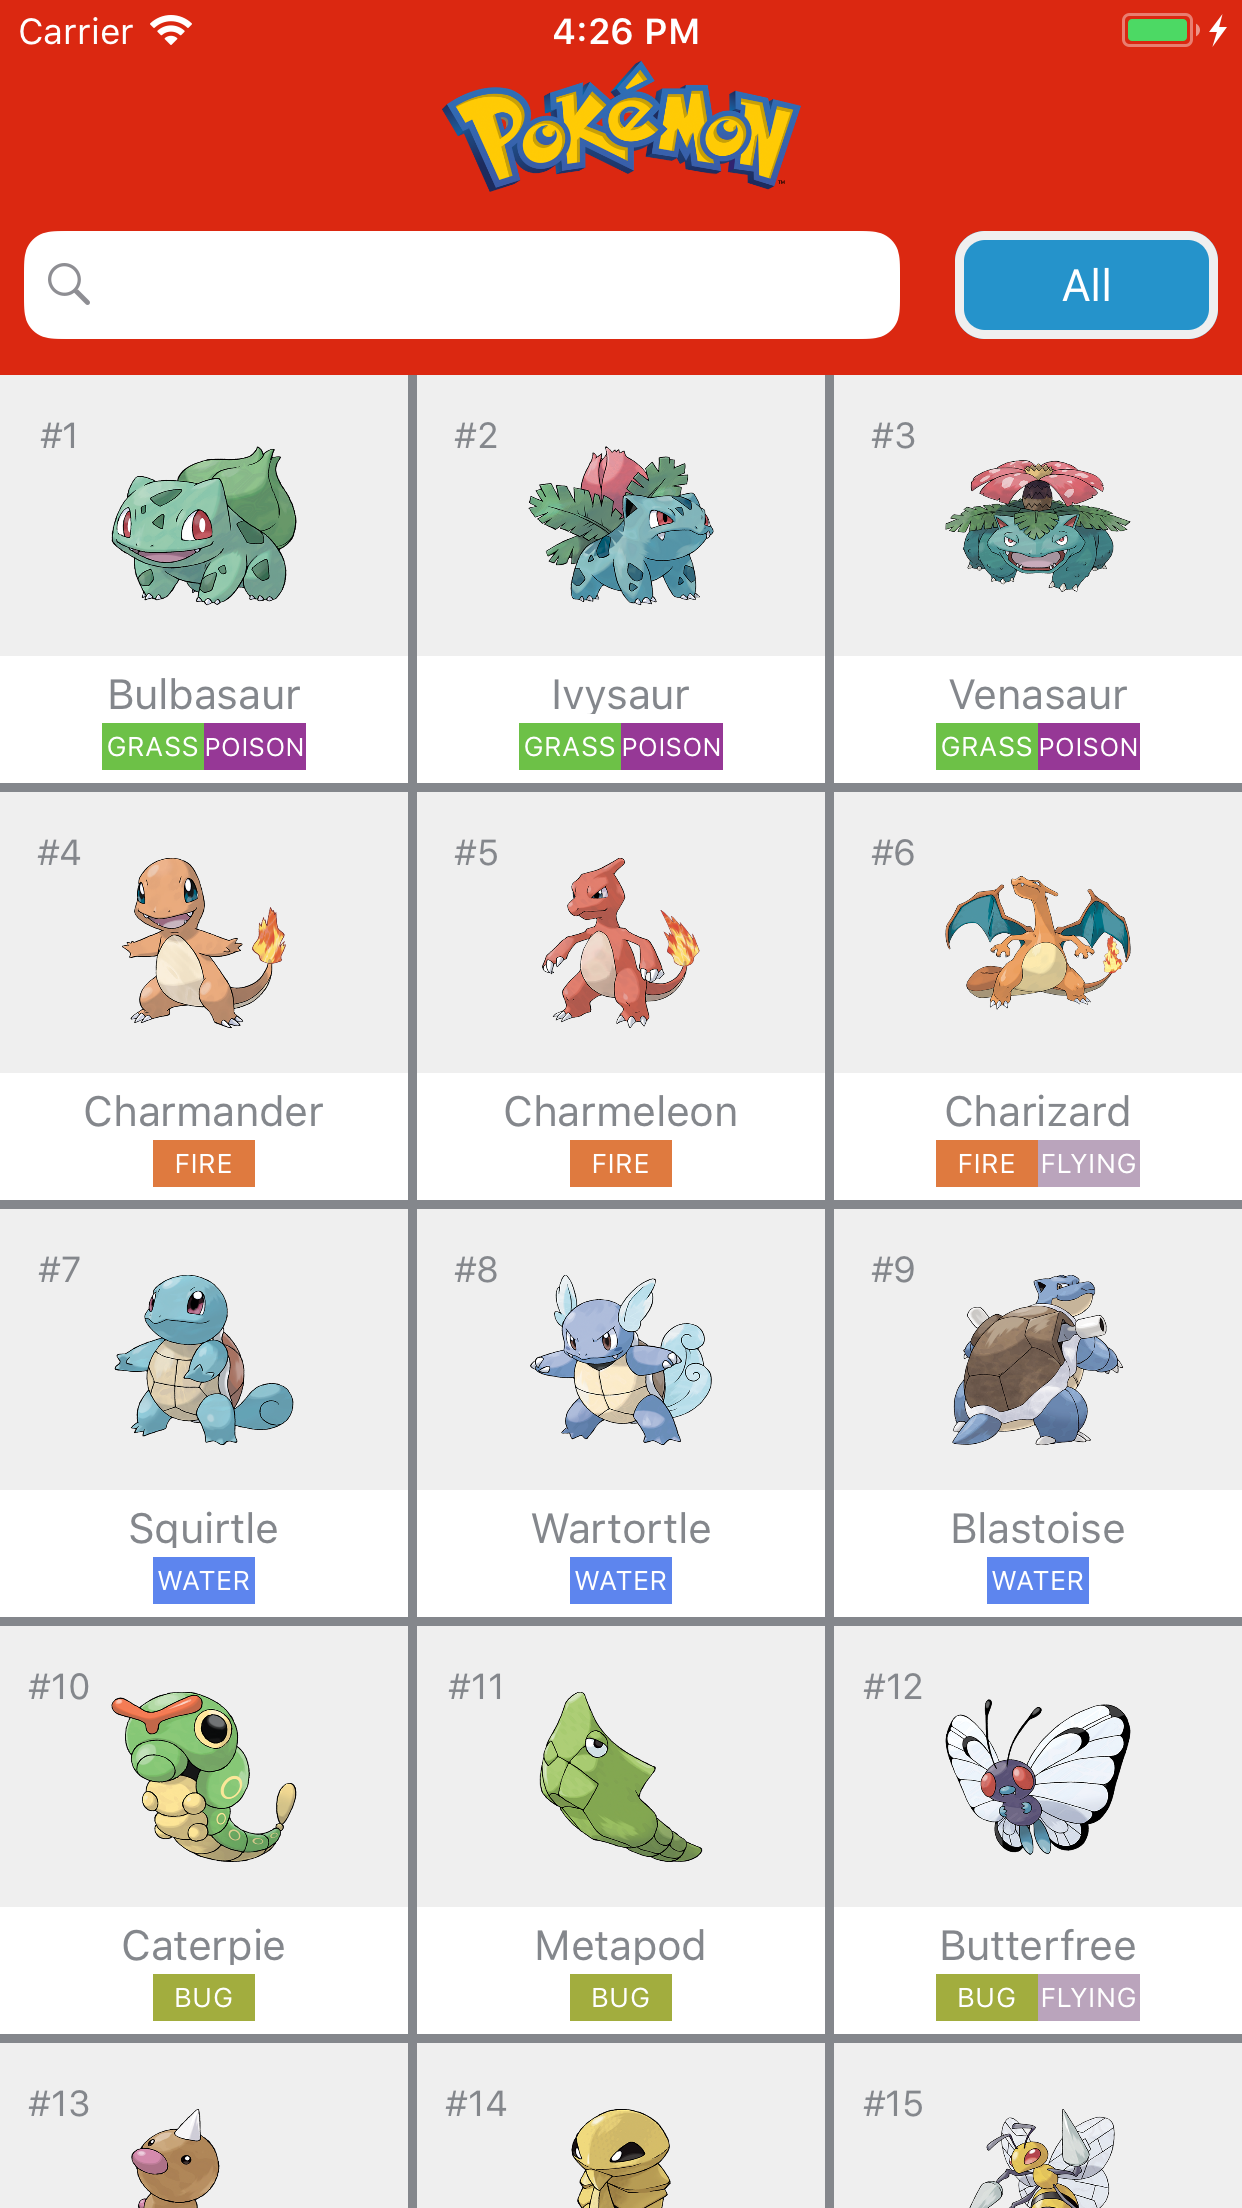 Carrier 4:26 PM
POKéMON
All
#1 #2 #3
Bulbasaur Ivysaur Venasaur
GRASS POISON GRASS POISON GRASS POISON
#4 #5 #6
Charmander Charmeleon Charizard
FIRE FIRE FIRE FLYING
#7 #8 #9
Squirtle Wartortle Blastoise
WATER WATER WATER
#10 #11 #12
Caterpie Metapod Butterfree
BUG BUG BUG FLYING
#13 #14 #15